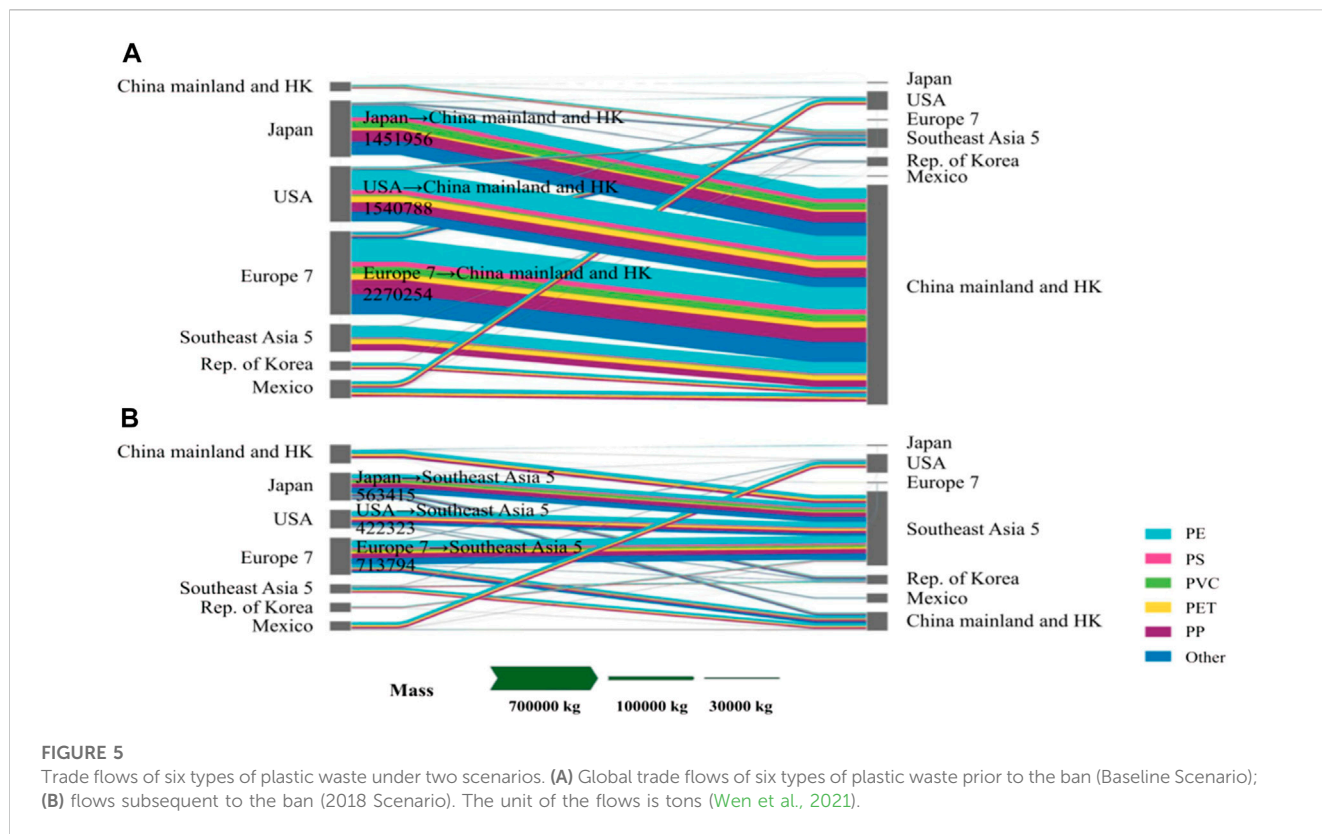 A
China mainland and HK
Japan
USA
Europe 7
Southeast Asia 5
Rep. of Korea
Mexico
Japan→China mainland and HK
1451956
USA→China mainland and HK
1540788
Europe 7→China mainland and HK
2270254
Japan
USA
Europe 7
Southeast Asia 5
Rep. of Korea
Mexico
China mainland and HK
B
China mainland and HK
Japan
USA
Europe 7
Southeast Asia 5
Rep. of Korea
Mexico
Japan→Southeast Asia 5
563415
USA→Southeast Asia 5
422323
Europe 7→Southeast Asia 5
713794
Japan
USA
Europe 7
Southeast Asia 5
Rep. of Korea
Mexico
China mainland and HK
PE
PS
PVC
PET
PP
Other
Mass
700000 kg
100000 kg
30000 kg
FIGURE 5
Trade flows of six types of plastic waste under two scenarios. (A) Global trade flows of six types of plastic waste prior to the ban (Baseline Scenario);
(B) flows subsequent to the ban (2018 Scenario). The unit of the flows is tons (Wen et al., 2021).